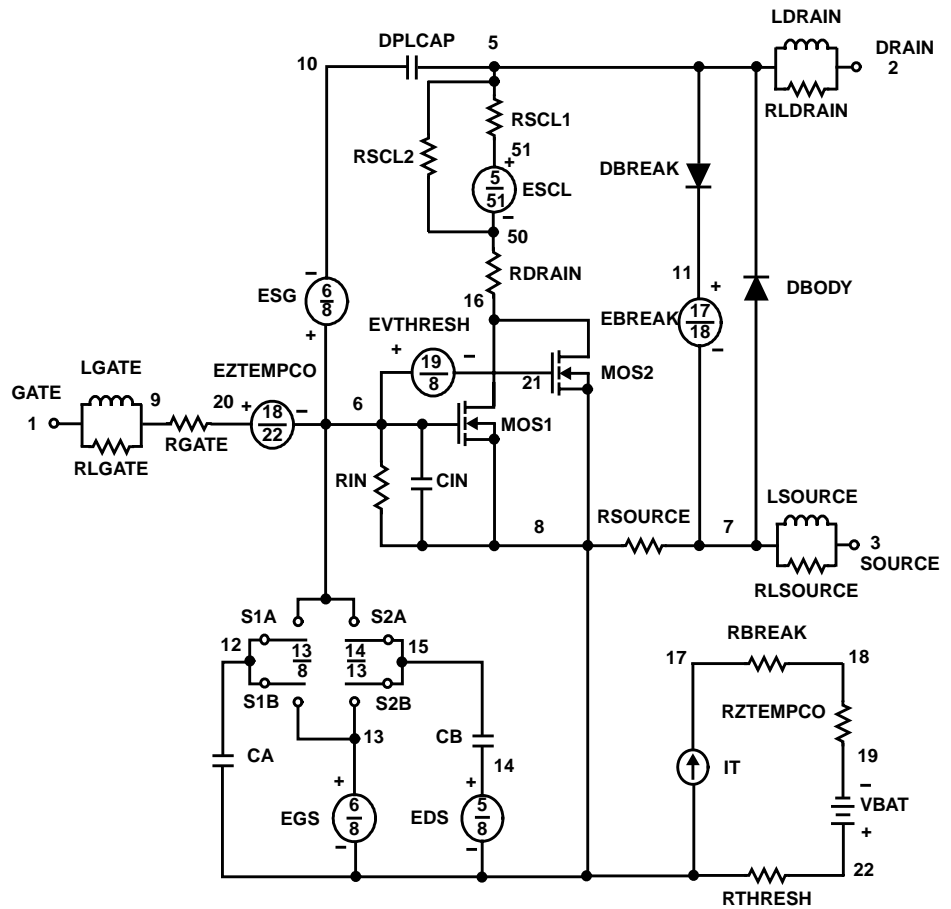 LDRAIN
DPLCAP
5
DRAIN
10
2
RLDRAIN
RSCL1
RSCL2
51
+
DBREAK
5
51
ESCL
−
50
RDRAIN
−
11
+
ESG
6
8
16
DBODY
EBREAK
17
18
+
EVTHRESH
−
+
19
8
−
LGATE
EZTEMPCO
21
MOS2
GATE
9
20
+
18
22
−
6
1
MOS1
RGATE
RLGATE
RIN
CIN
LSOURCE
8
RSOURCE
7
3
SOURCE
RLSOURCE
S1A
S2A
12
13
8
14
13
15
RBREAK
17
18
S1B
S2B
RZTEMPCO
13
CB
CA
14
IT
19
−
VBAT
+
+
+
EGS
6
8
EDS
5
8
−
−
22
RTHRESH